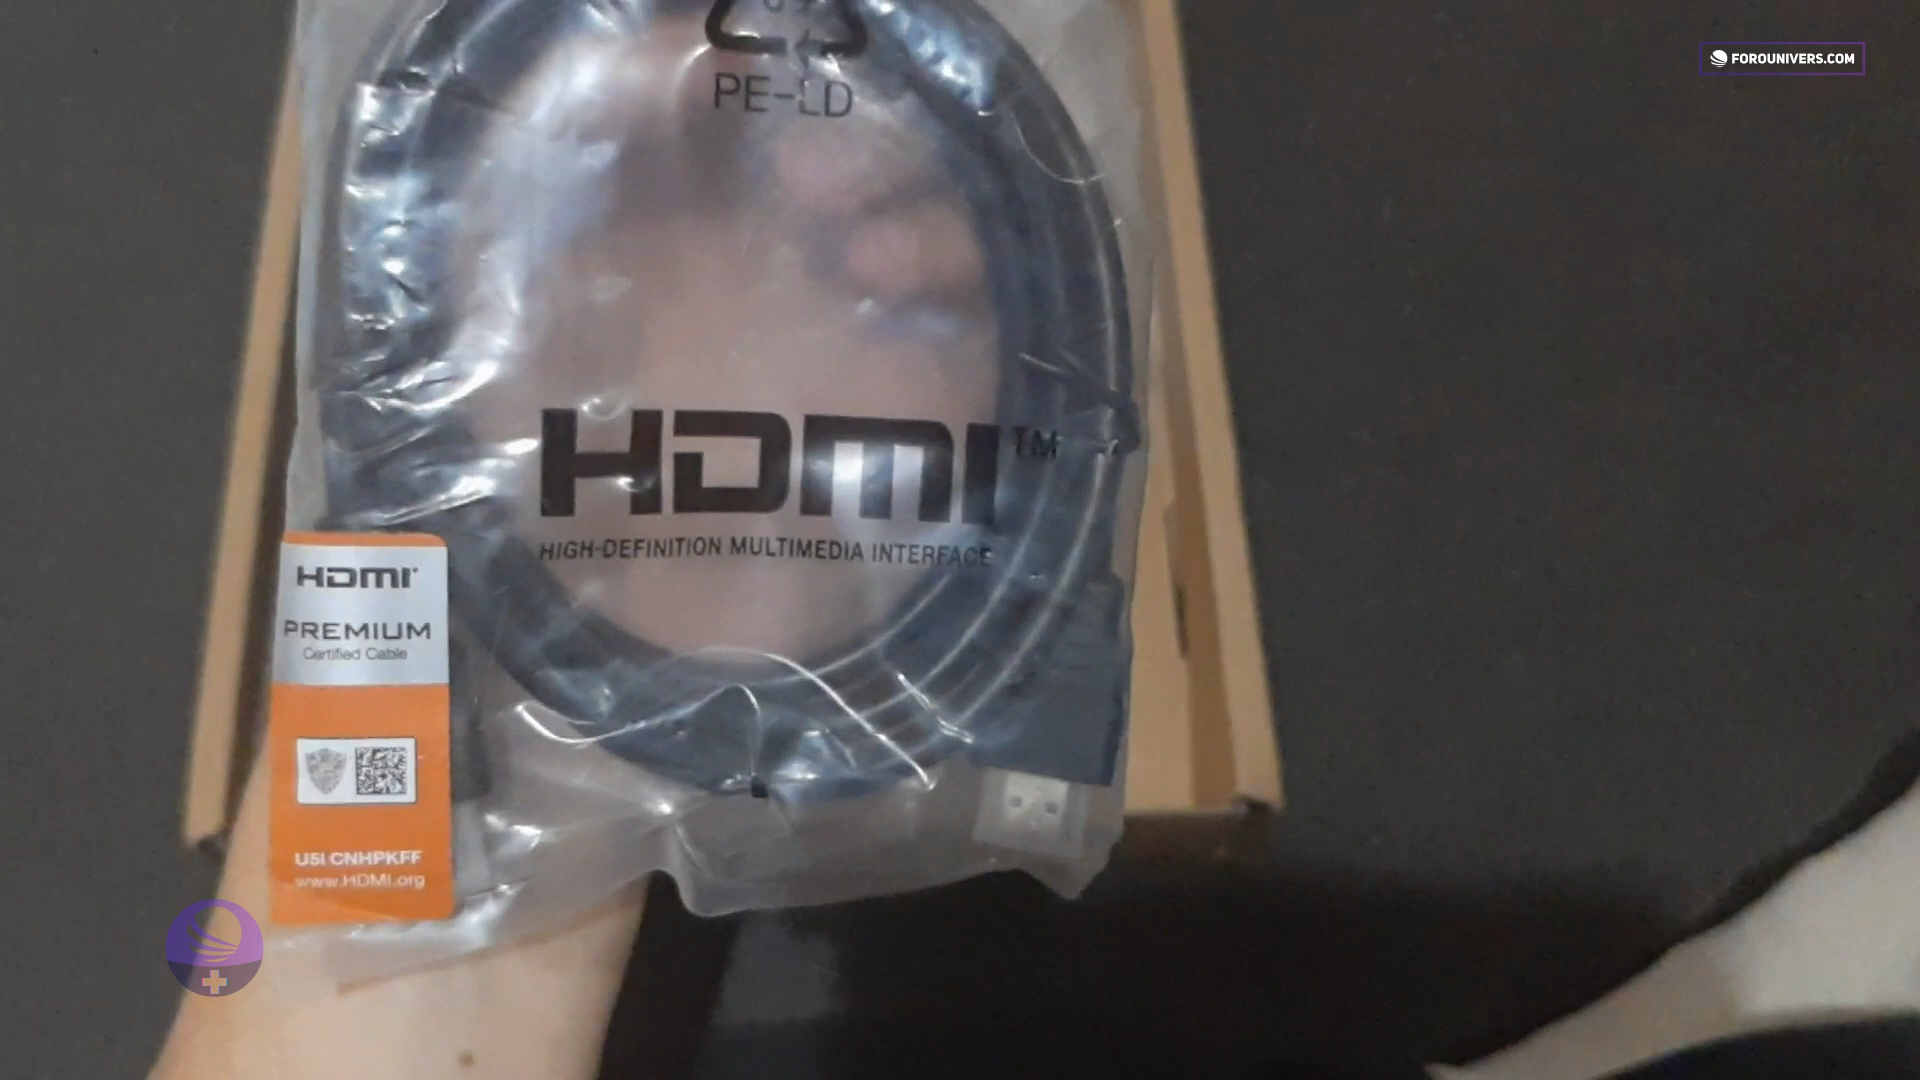 FOROUNIVERS.COM
PE-LD
HDMI™
HIGH-DEFINITION MULTIMEDIA INTERFACE
HDMI
PREMIUM
Certified Cable
U5I CNHPKFF
www.HDMI.org